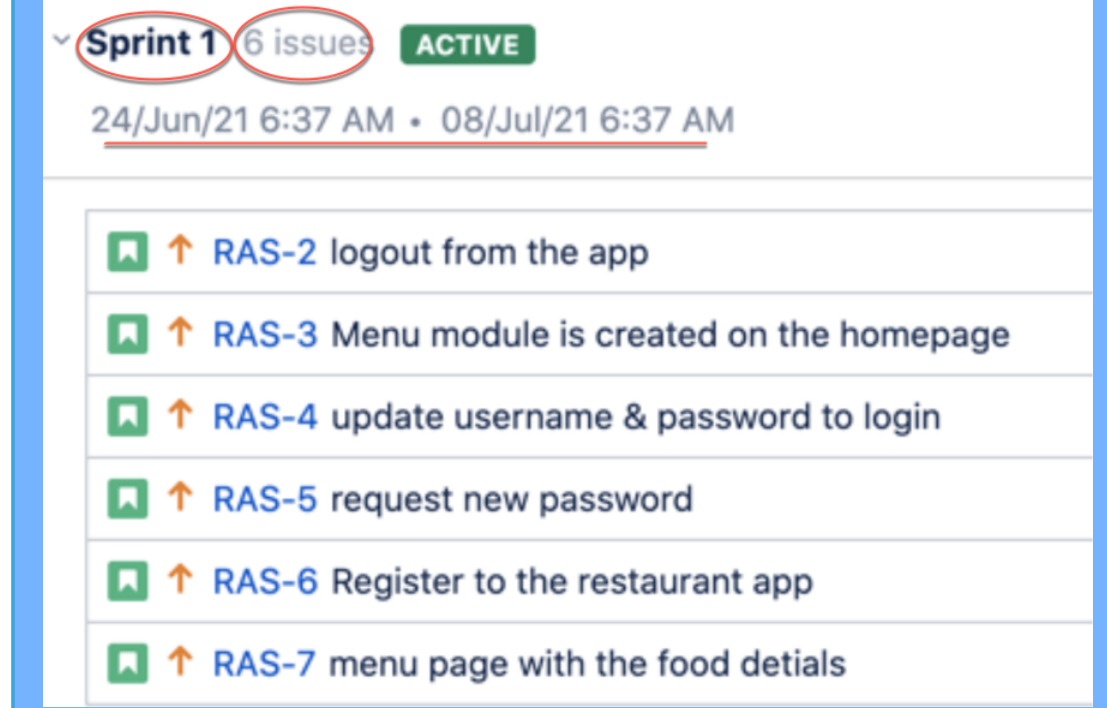 Sprint 1 6 issues ACTIVE
24/Jun/21 6:37 AM • 08/Jul/21 6:37 AM
RAS-2 logout from the app
RAS-3 Menu module is created on the homepage
RAS-4 update username & password to login
RAS-5 request new password
RAS-6 Register to the restaurant app
RAS-7 menu page with the food detials